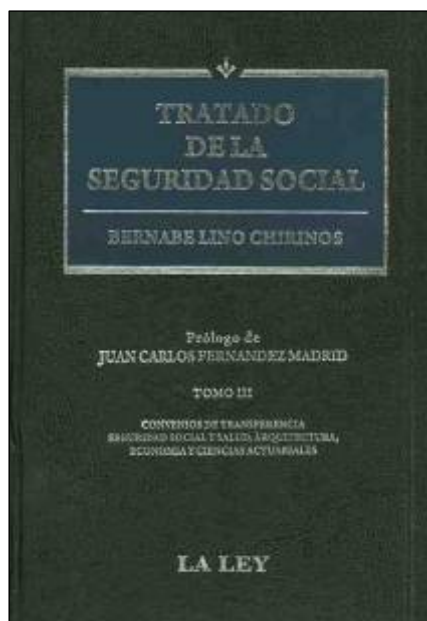 TRATADO
DE LA
SEGURIDAD SOCIAL
BERNABE LINO CHIRINOS
Prólogo de
JUAN CARLOS FERNANDEZ MADRID
TOMO III
CONVENIOS DE TRANSFERENCIA
SEGURIDAD SOCIAL Y SALUD, ARQUITECTURA,
ECONOMIA Y CIENCIAS ACTUARIALES
LA LEY